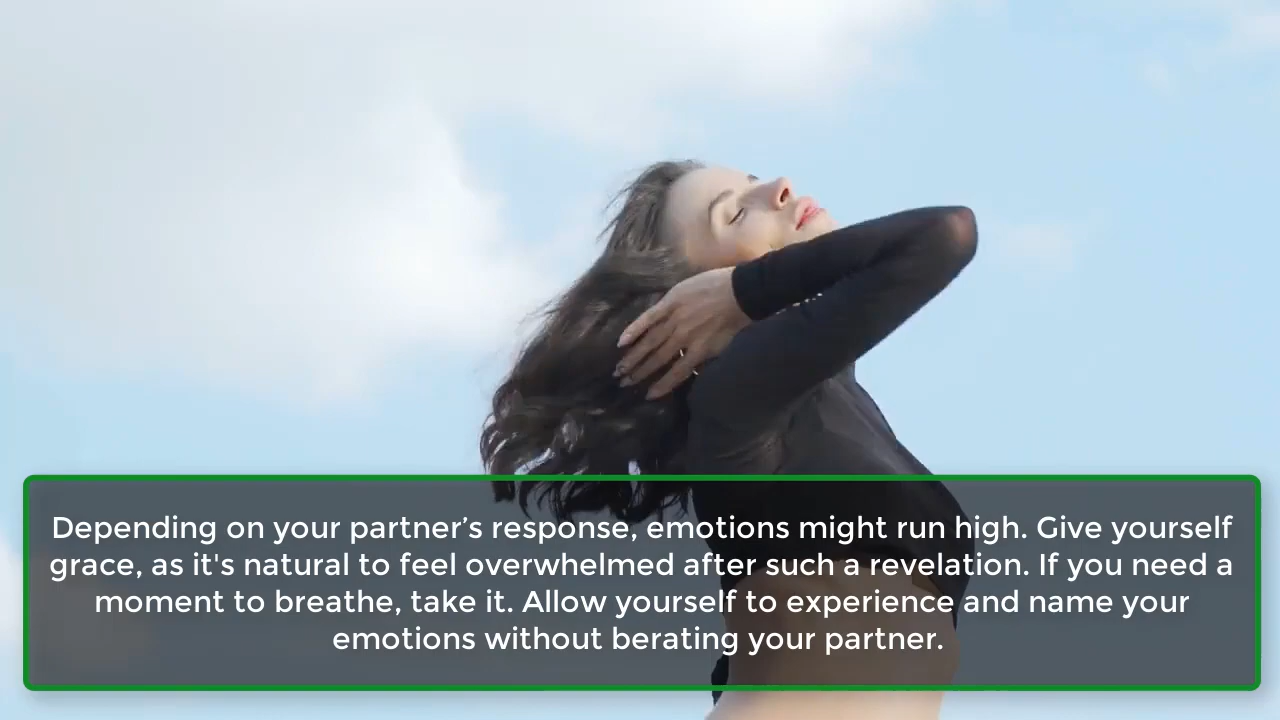 Depending on your partner’s response, emotions might run high. Give yourself
grace, as it's natural to feel overwhelmed after such a revelation. If you need a
moment to breathe, take it. Allow yourself to experience and name your
emotions without berating your partner.